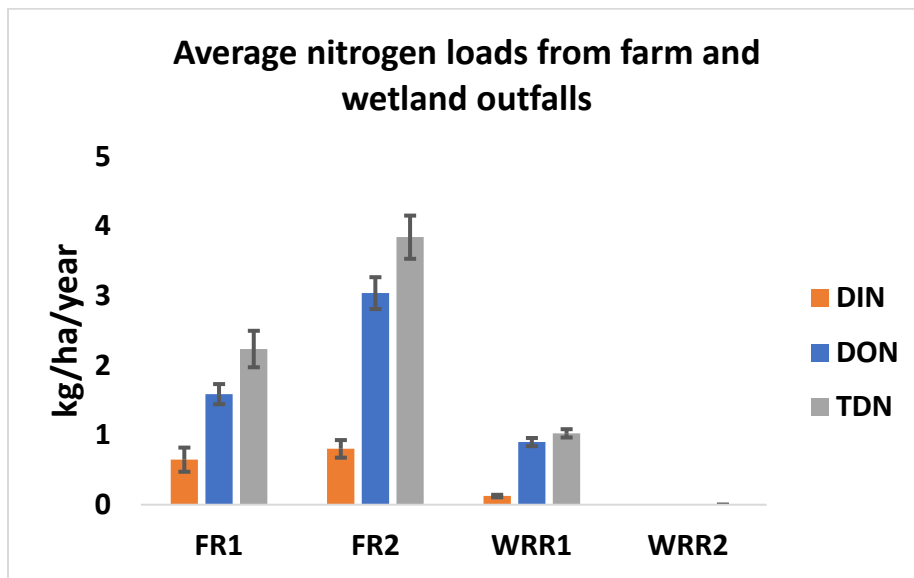 Average nitrogen loads from farm and
wetland outfalls
kg/ha/year
5
4
3
2
1
0
FR1 FR2 WRR1 WRR2
DIN
DON
TDN